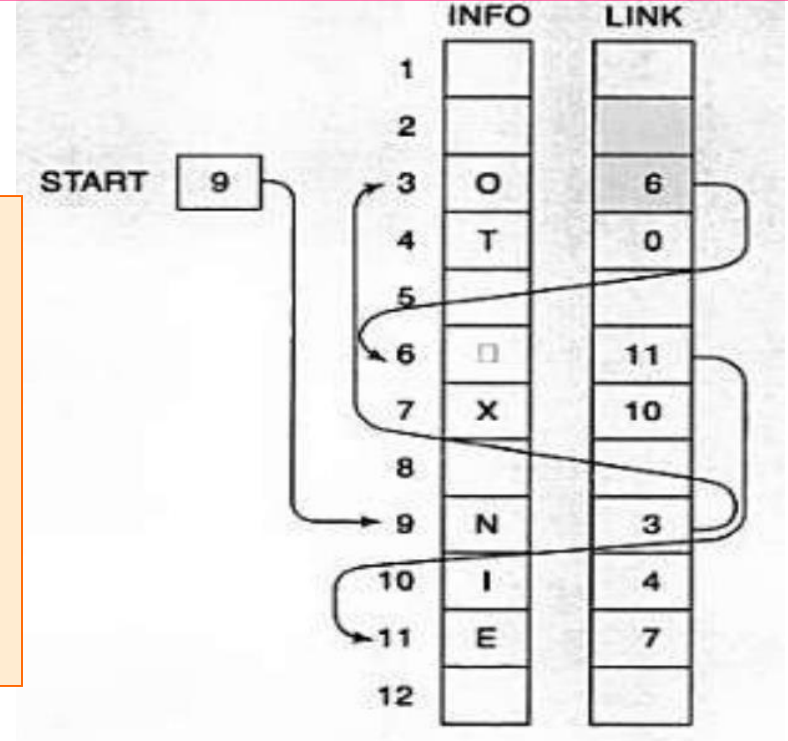 INFO LINK
1
2
START 9 3 O 6
4 T 0
5
6 □ 11
7 X 10
8
9 N 3
10 I 4
11 E 7
12